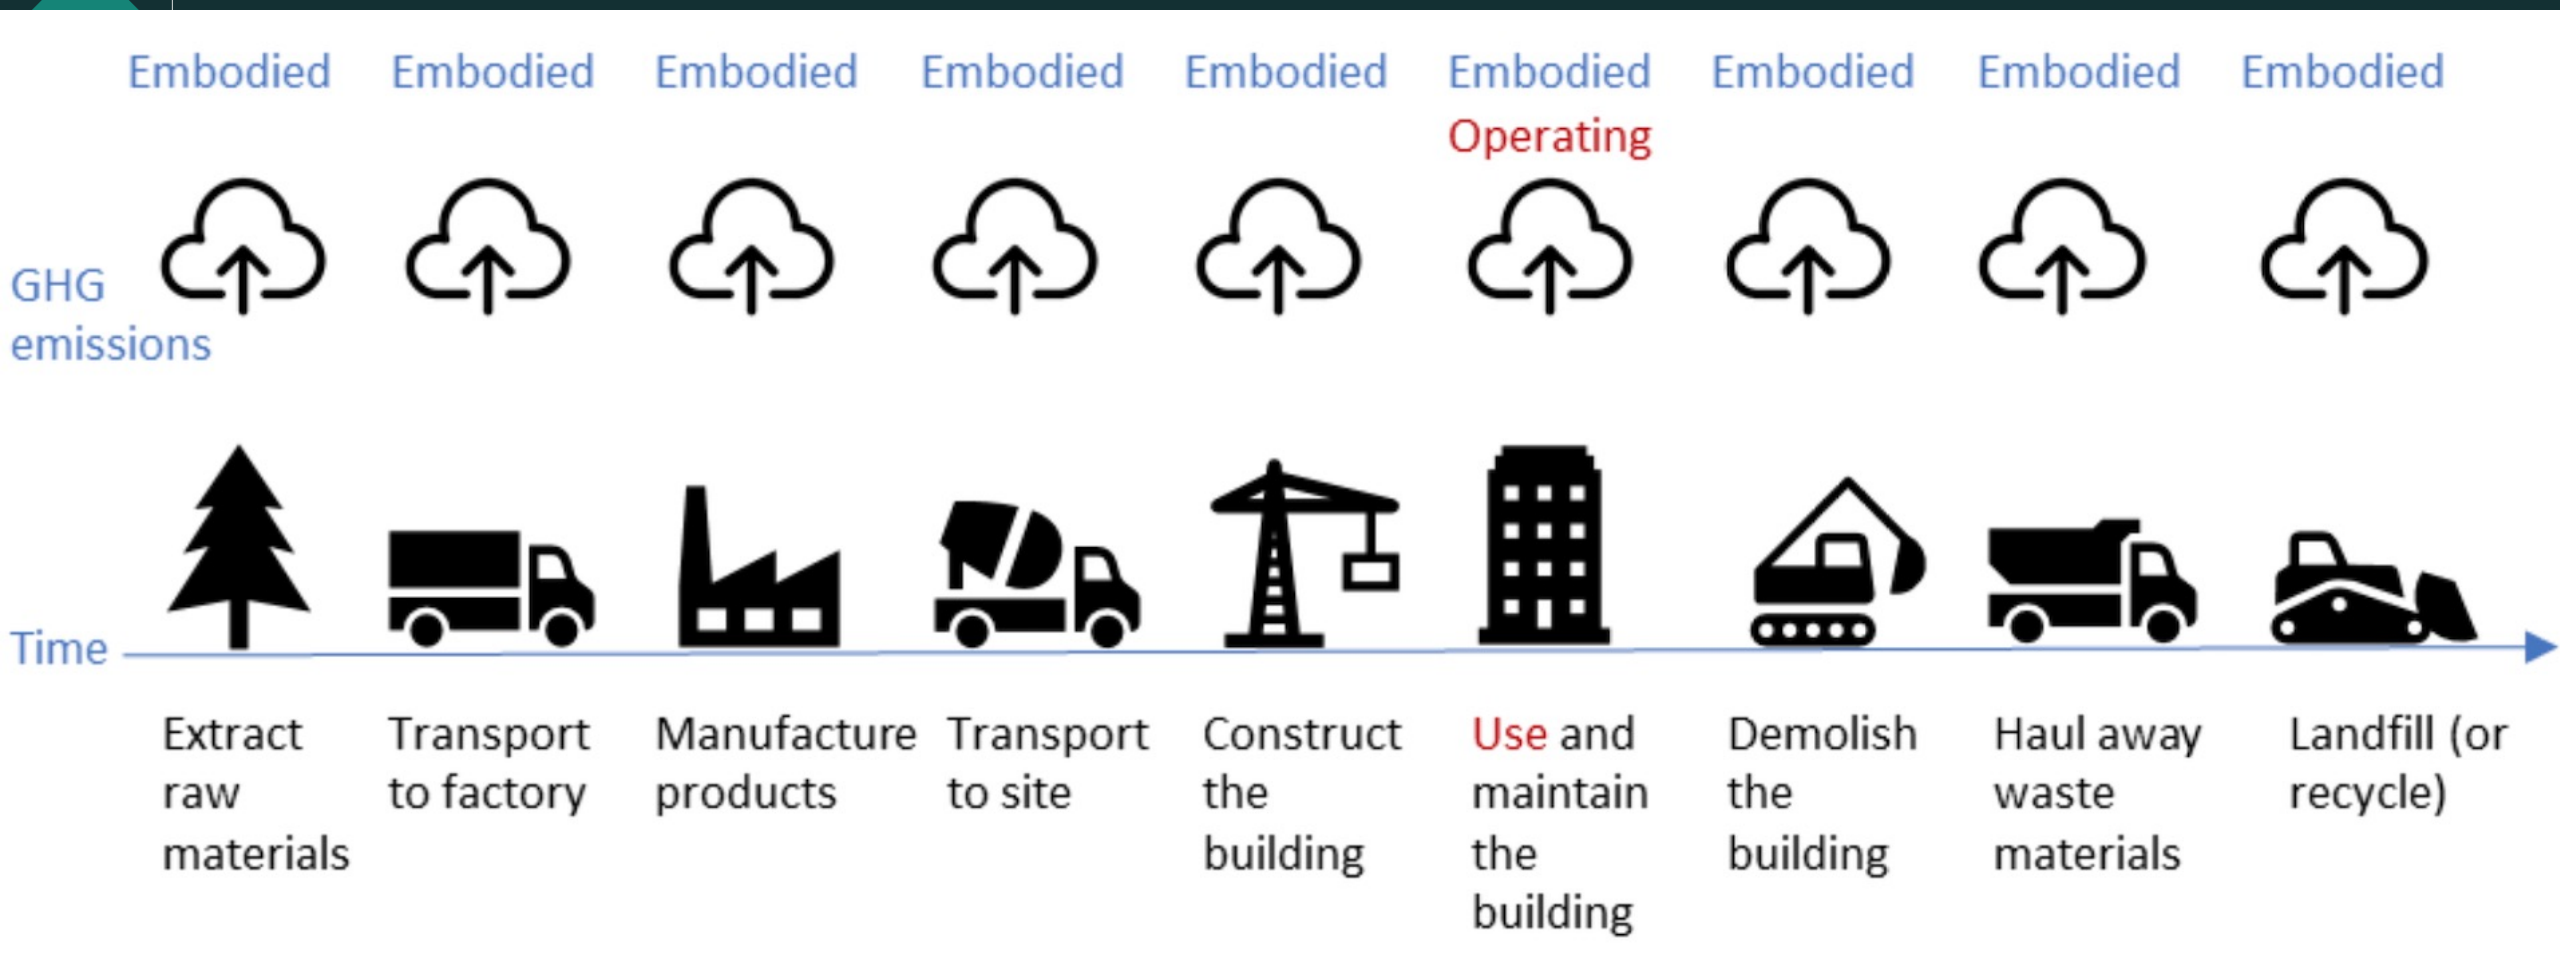 Embodied Embodied Embodied Embodied Embodied Embodied Embodied Embodied Embodied
Operating
GHG
emissions
Time
Extract
raw
materials
Transport
to factory
Manufacture
products
Transport
to site
Construct
the
building
Use and
maintain
the
building
Demolish
the
building
Haul away
waste
materials
Landfill (or
recycle)